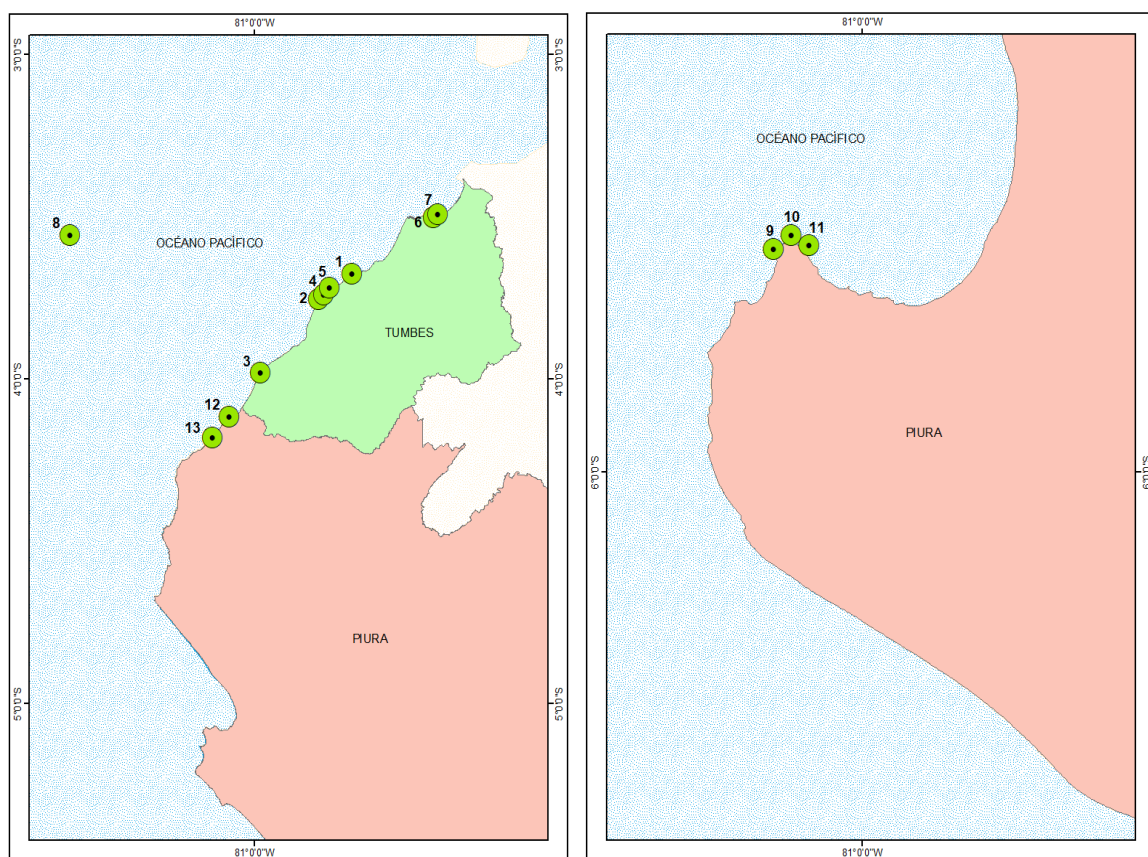 81°0'0"W
3°0'0"S
3°0'0"S
7
6
8
OCÉANO PACÍFICO
1
5
4
2
TUMBES
3
4°0'0"S
4°0'0"S
12
13
PIURA
5°0'0"S
5°0'0"S
81°0'0"W
81°0'0"W
OCÉANO PACÍFICO
10
9
11
PIURA
6°0'0"S
6°0'0"S
81°0'0"W